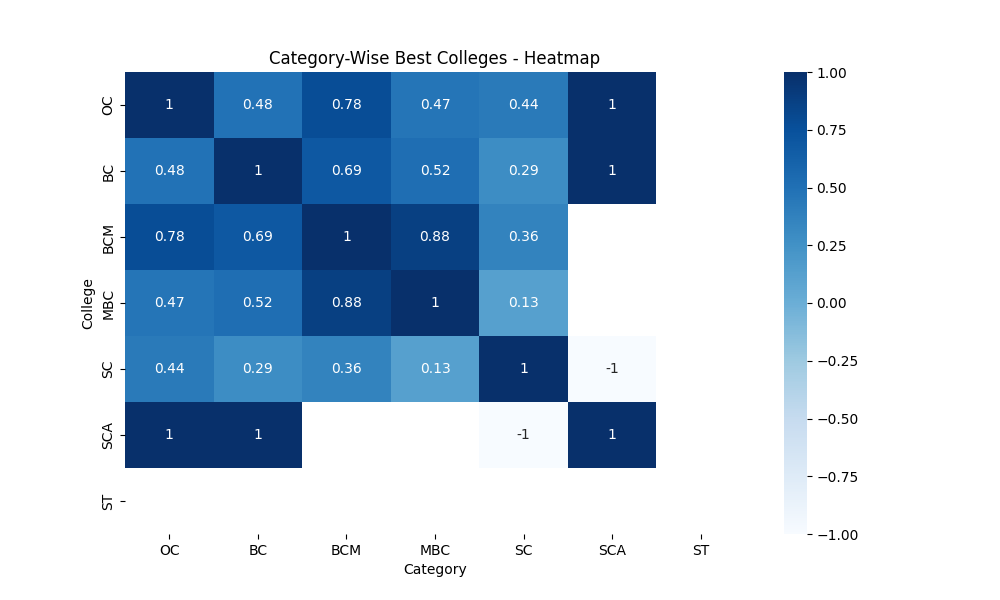 Category-Wise Best Colleges - Heatmap
OC 1 0.48 0.78 0.47 0.44 1
BC 0.48 1 0.69 0.52 0.29 1
BCM 0.78 0.69 1 0.88 0.36
MBC 0.47 0.52 0.88 1 0.13
SC 0.44 0.29 0.36 0.13 1 -1
SCA 1 1 -1 1
ST
College
OC BC BCM MBC SC SCA ST
Category
1.00
0.75
0.50
0.25
0.00
−0.25
−0.50
−0.75
−1.00